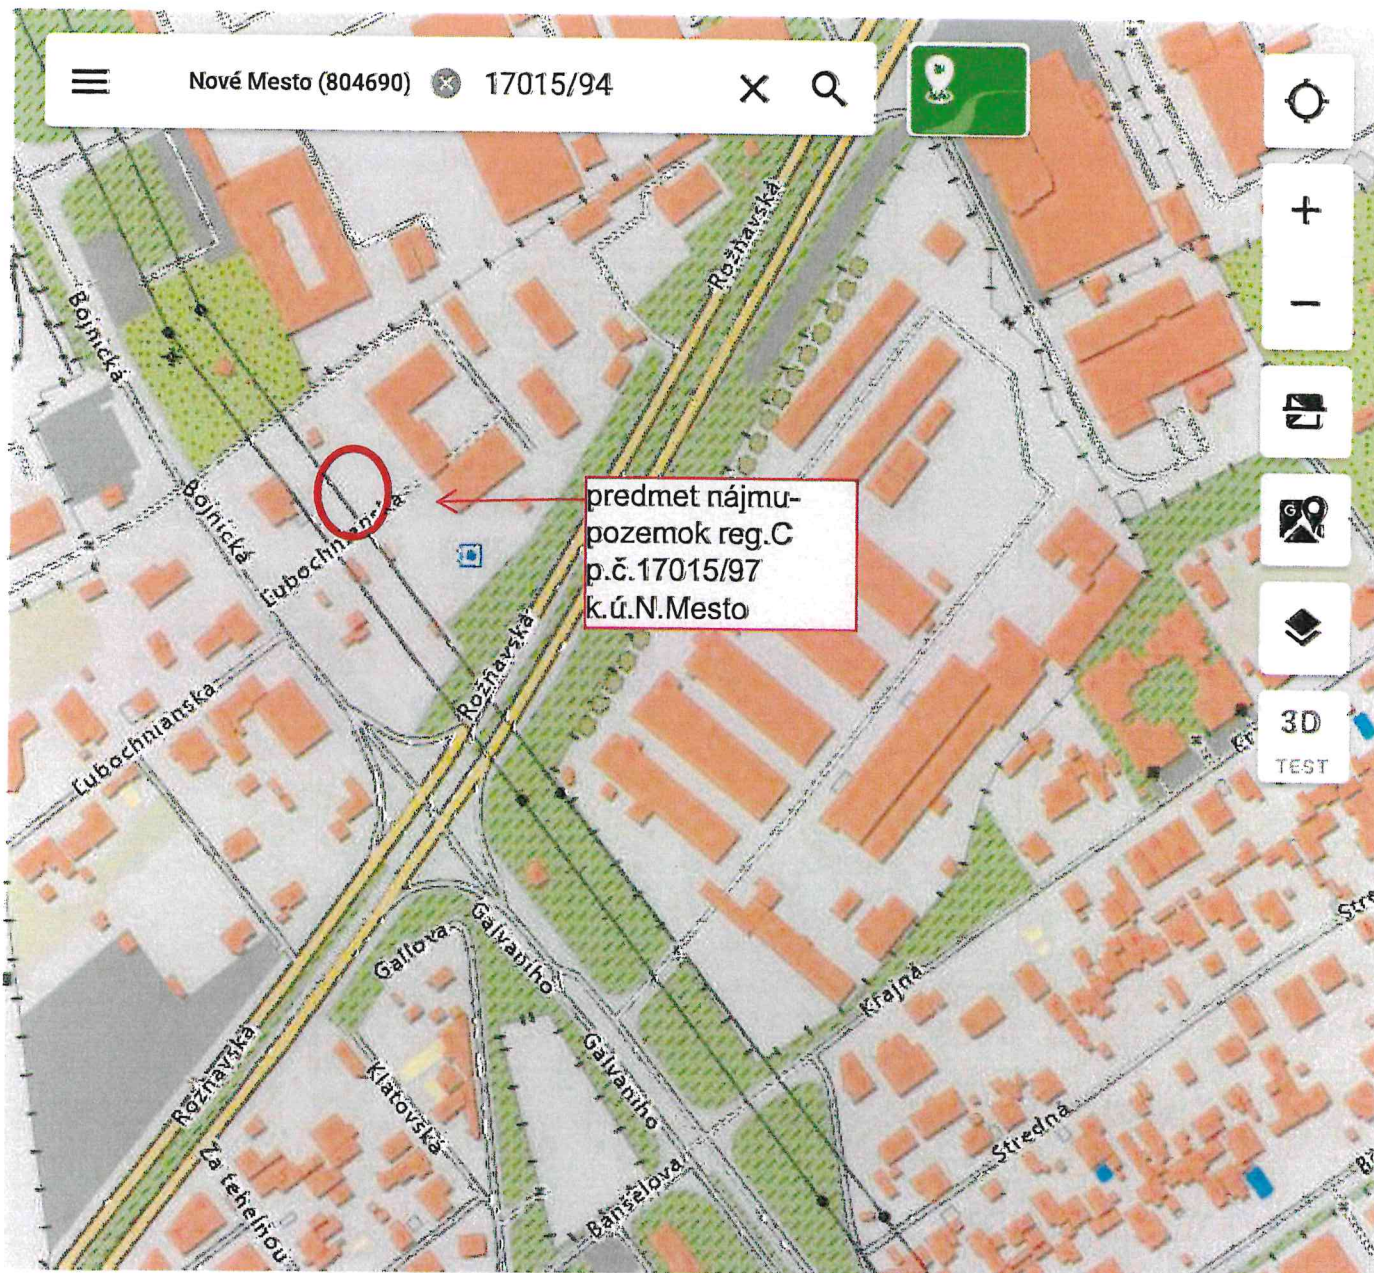 Nové Mesto (804690) 17015/94
Rožňavská
Bojnická
Bojnická
Ľubochnianska
predmet nájmu-
pozemok reg.C
p.č.17015/97
k.ú.N.Mesto
Rožňavská
Ľubochnianska
3D
TEST
Gallova
Galvaniho
Krajná
Rožňavská
Klatovská
Galvaniho
Stredná
Za tehelňou
Banšelova